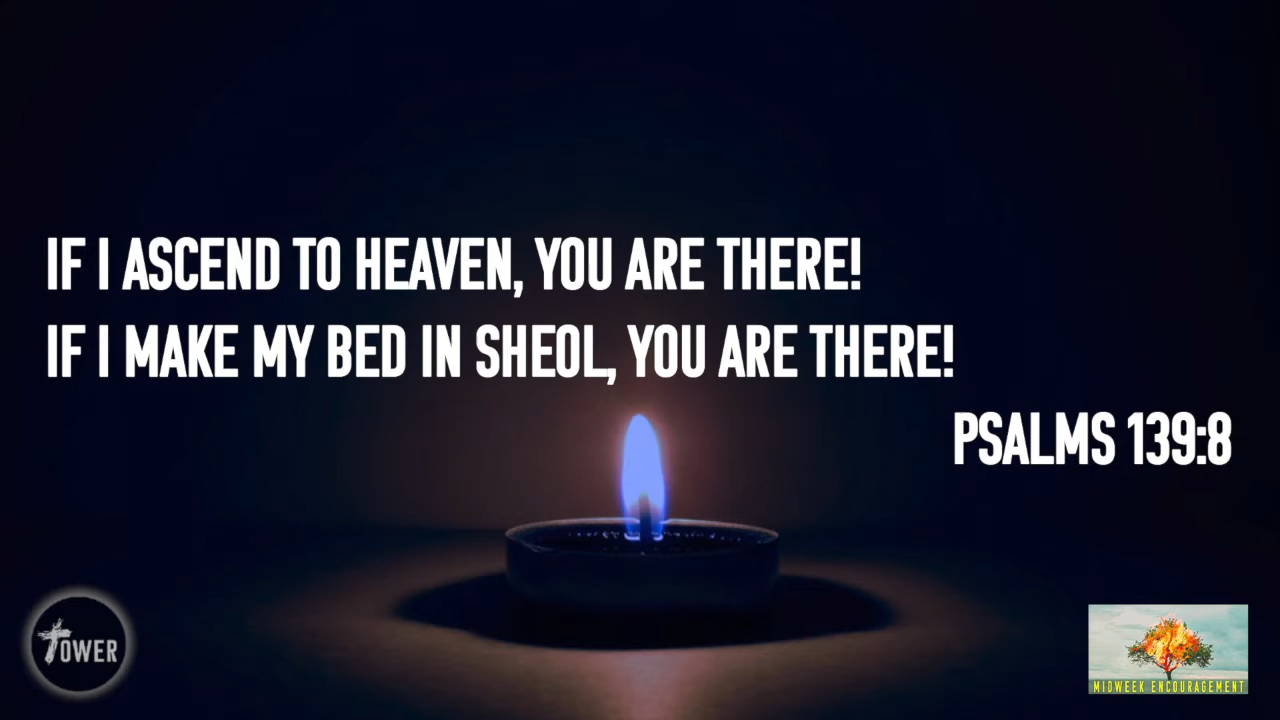 IF I ASCEND TO HEAVEN, YOU ARE THERE!
IF I MAKE MY BED IN SHEOL, YOU ARE THERE!
PSALMS 139:8
TOWER
MIDWEEK ENCOURAGEMENT